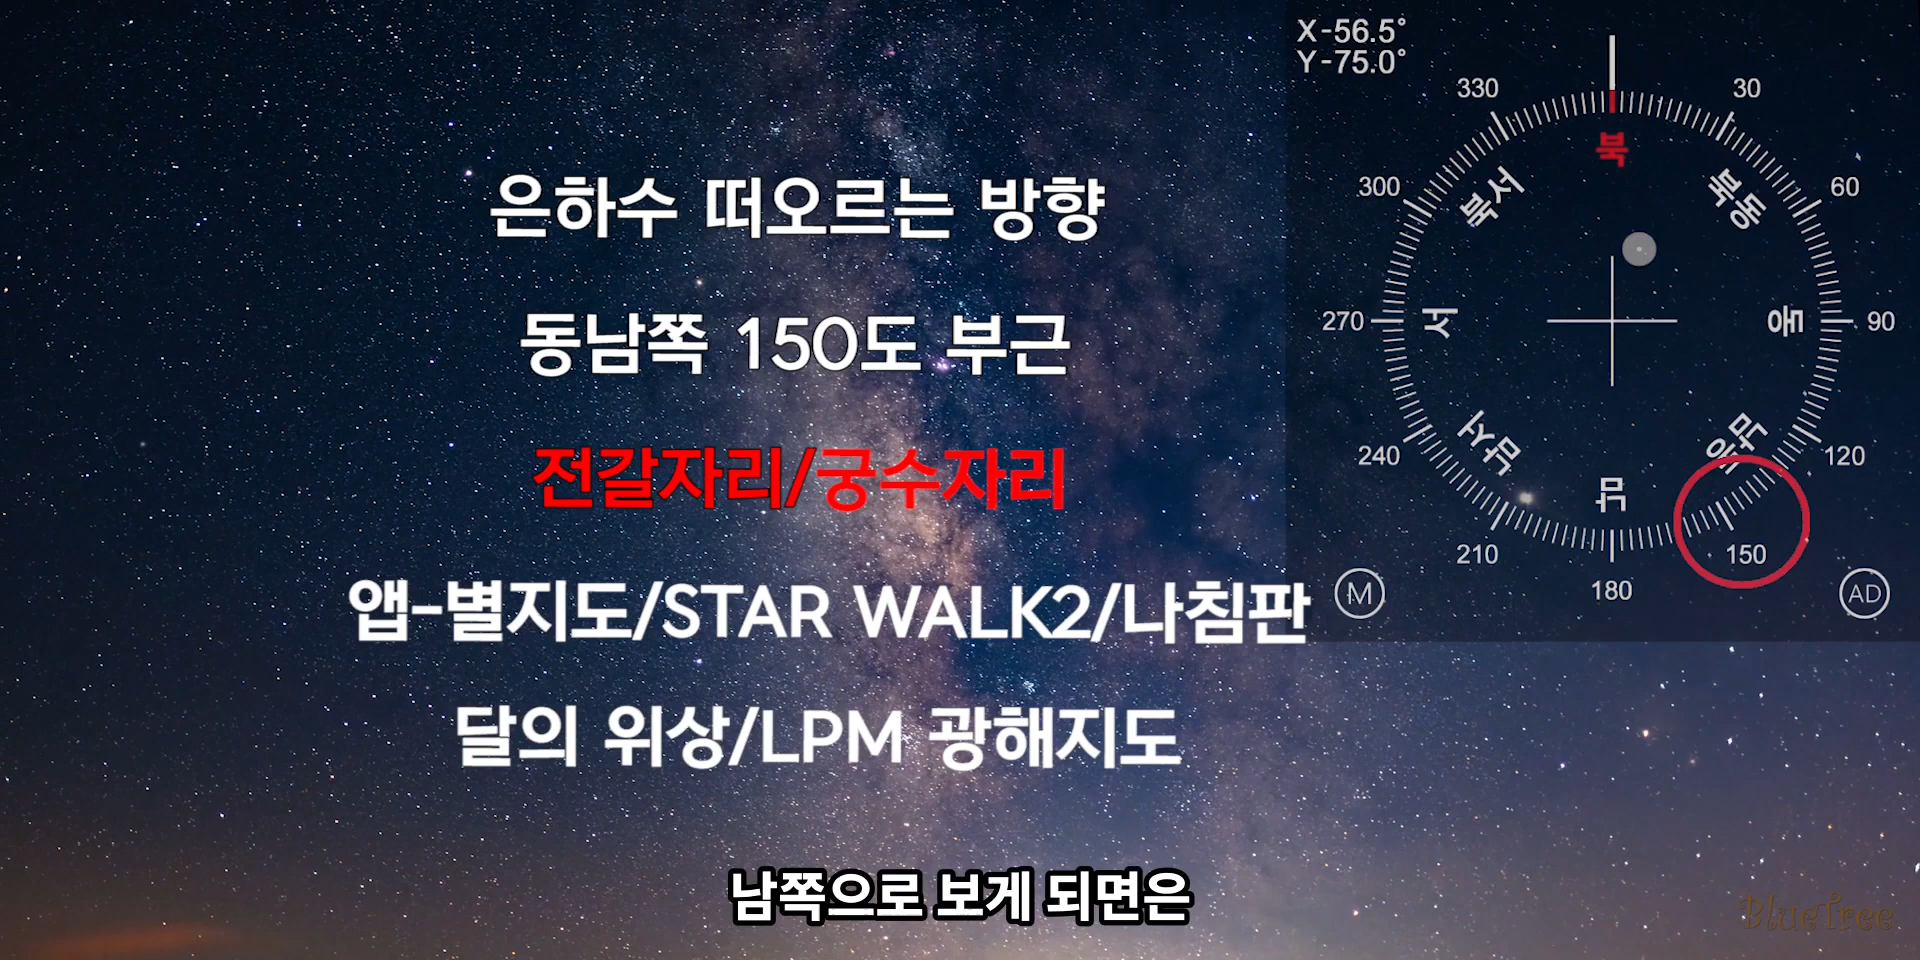 은하수 떠오르는 방향
동남쪽 150도 부근
전갈자리/궁수자리
앱-별지도/STAR WALK2/나침판
달의 위상/LPM 광해지도
남쪽으로 보게 되면은
X-56.5°
Y-75.0°
330
30
북
300
북서
북동
60
270
서
동
90
240
남서
남동
120
남
210
150
180
M
AD
BlueTree